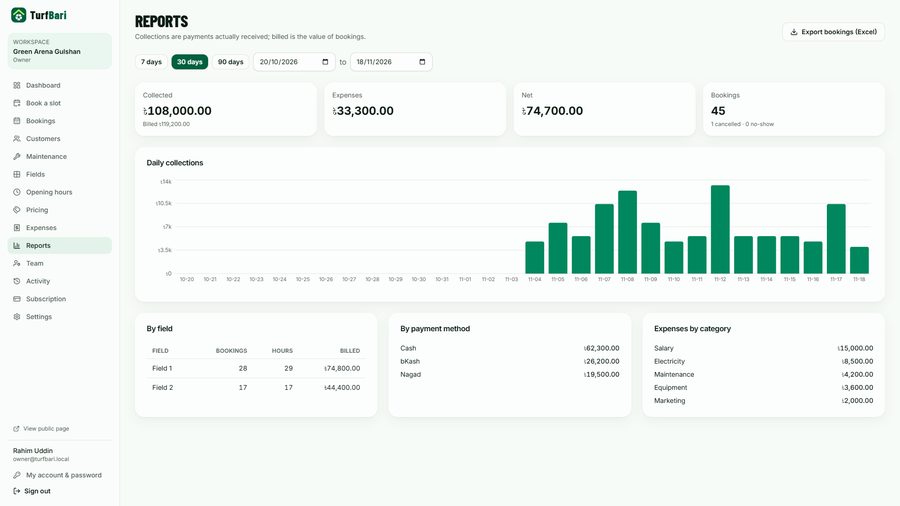 TurfBari
WORKSPACE
Green Arena Gulshan
Owner
Dashboard
Book a slot
Bookings
Customers
Maintenance
Fields
Opening hours
Pricing
Expenses
Reports
Team
Activity
Subscription
Settings
View public page
Rahim Uddin
owner@turfbari.local
My account & password
Sign out
REPORTS
Collections are payments actually received; billed is the value of bookings.
Export bookings (Excel)
7 days 30 days 90 days 20/10/2026 to 18/11/2026
Collected
৳108,000.00
Billed ৳119,200.00
Expenses
৳33,300.00
Net
৳74,700.00
Bookings
45
1 cancelled · 0 no-show
Daily collections
৳14k
৳10.5k
৳7k
৳3.5k
৳0
10-20 10-21 10-22 10-23 10-24 10-25 10-26 10-27 10-28 10-29 10-30 10-31 11-01 11-02 11-03 11-04 11-05 11-06 11-07 11-08 11-09 11-10 11-11 11-12 11-13 11-14 11-15 11-16 11-17 11-18
By field
FIELD BOOKINGS HOURS BILLED
Field 1 28 29 ৳74,800.00
Field 2 17 17 ৳44,400.00
By payment method
Cash ৳62,300.00
bKash ৳26,200.00
Nagad ৳19,500.00
Expenses by category
Salary ৳15,000.00
Electricity ৳8,500.00
Maintenance ৳4,200.00
Equipment ৳3,600.00
Marketing ৳2,000.00